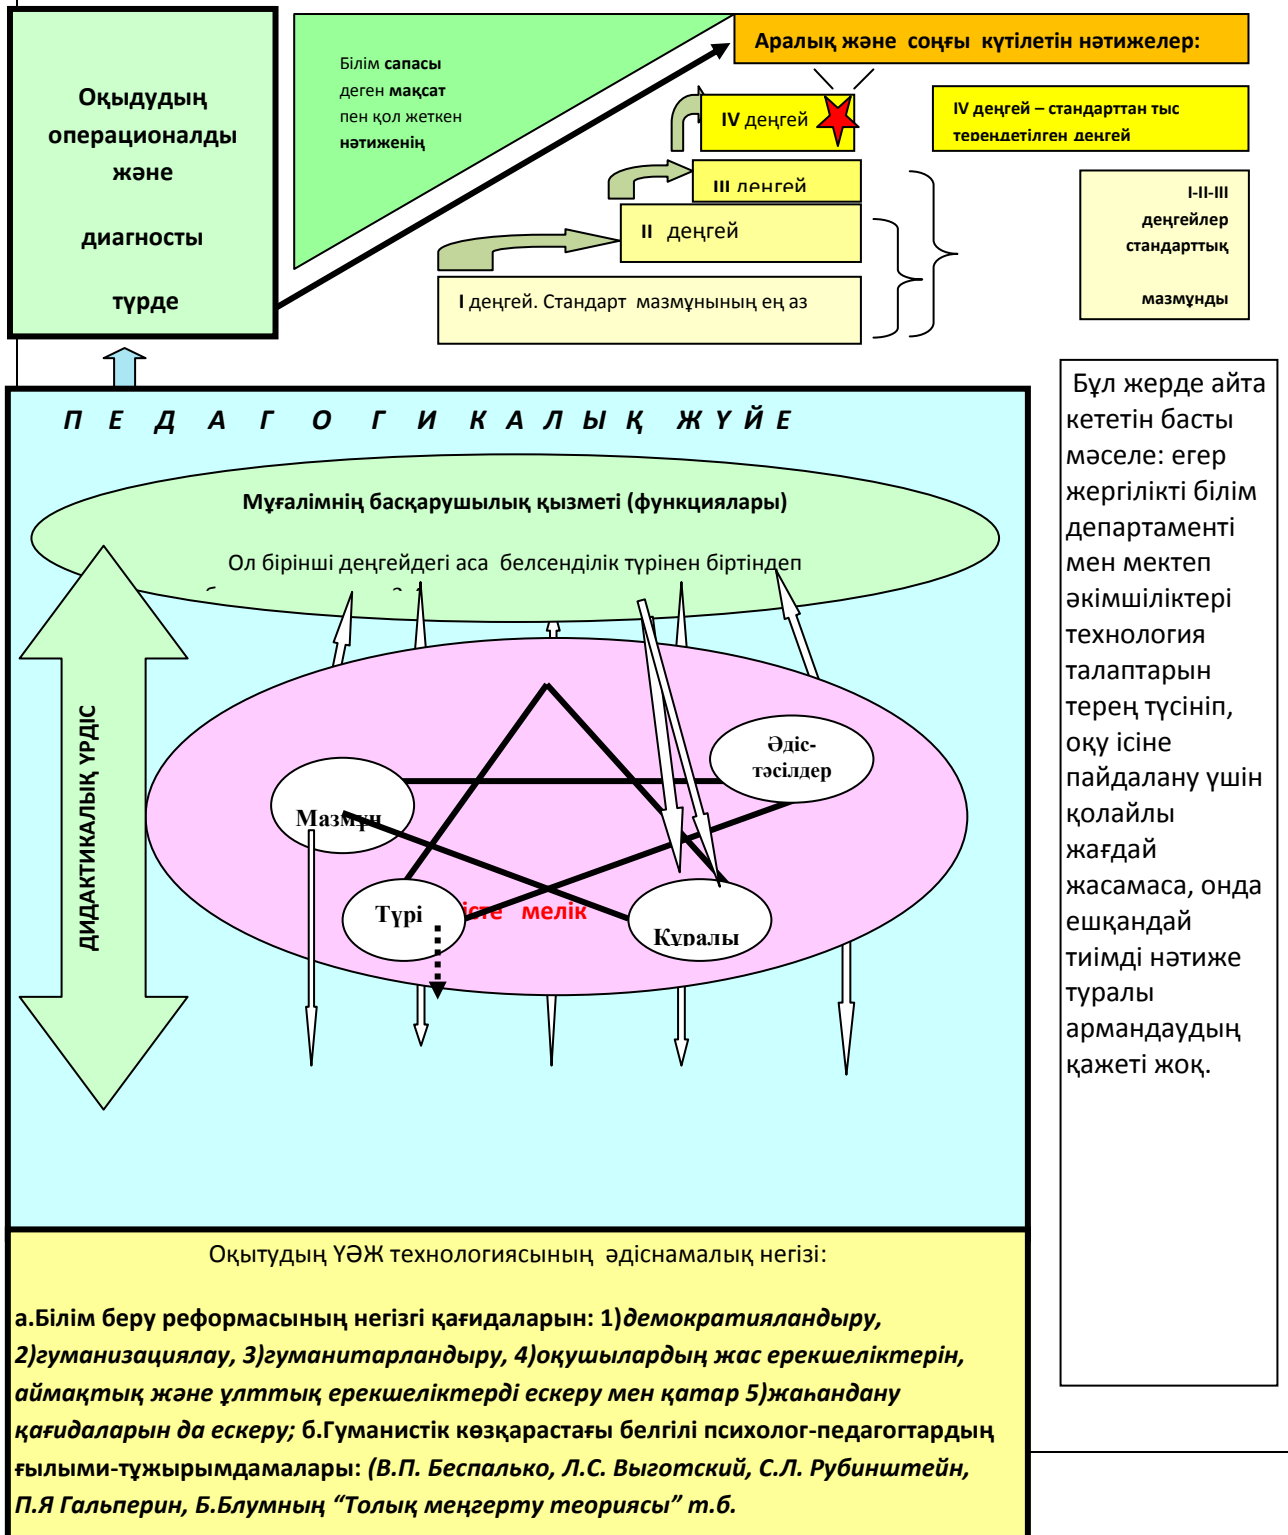 Оқыдудың
операционалды
және
диагносты
түрде
Білім сапасы
деген мақсат
пен қол жеткен
нәтиженің
Аралық және соңғы күтілетін нәтижелер:
IV деңгей
III деңгей
II деңгей
I деңгей. Стандарт мазмұнының ең аз
IV деңгей – стандарттан тыс
тереңдетілген деңгей
I-II-III
деңгейлер
стандарттық
мазмұнды
ПЕДАГОГИКАЛЫҚ ЖҮЙЕ
Мұғалімнің басқарушылық қызметі (функциялары)
Ол бірінші деңгейдегі аса белсенділік түрінен біртіндеп
ДИДАКТИКАЛЫҚ ҮРДІС
Әдіс-
тәсілдер
Мазмұн
Түрі
істе мелік
Құралы
Бұл жерде айта
кететін басты
мәселе: егер
жергілікті білім
департаменті
мен мектеп
әкімшіліктері
технология
талаптарын
терең түсініп,
оқу ісіне
пайдалану үшін
қолайлы
жағдай
жасамаса, онда
ешқандай
тиімді нәтиже
туралы
армандаудың
қажеті жоқ.
Оқытудың ҮӘЖ технологиясының әдіснамалық негізі:
а.Білім беру реформасының негізгі қағидаларын: 1)демократияландыру,
2)гуманизациялау, 3)гуманитарландыру, 4)оқушылардың жас ерекшеліктерін,
аймақтық және ұлттық ерекшеліктерді ескеру мен қатар 5)жаһандану
қағидаларын да ескеру; б.Гуманистік көзқарастағы белгілі психолог-педагогтардың
ғылыми-тұжырымдамалары: (В.П. Беспалько, Л.С. Выготский, С.Л. Рубинштейн,
П.Я Гальперин, Б.Блумның “Толық меңгерту теориясы” т.б.